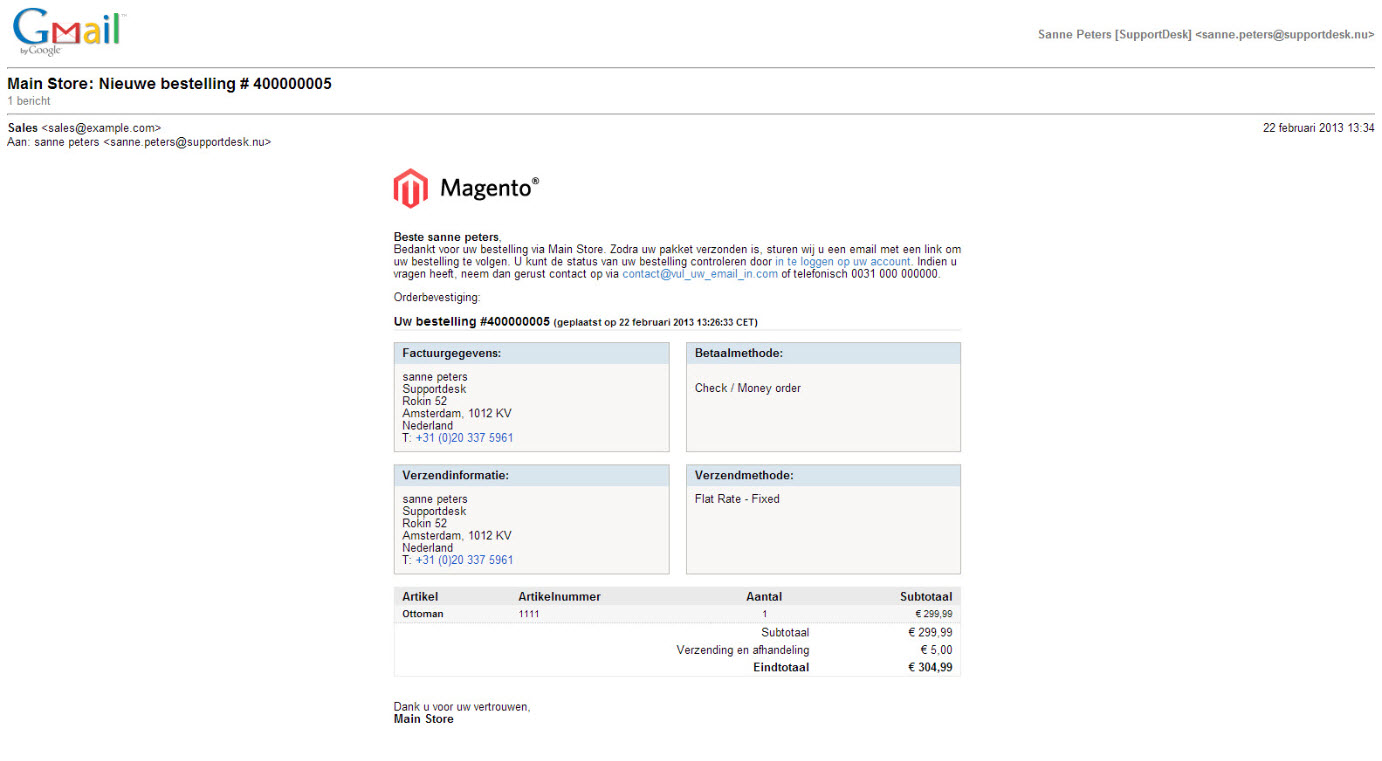 Gmail™
by Google
Sanne Peters [SupportDesk] <sanne.peters@supportdesk.nu>
Main Store: Nieuwe bestelling # 400000005
1 bericht
Sales <sales@example.com>
22 februari 2013 13:34
Aan: sanne peters <sanne.peters@supportdesk.nu>
Magento®
Beste sanne peters,
Bedankt voor uw bestelling via Main Store. Zodra uw pakket verzonden is, sturen wij u een email met een link om
uw bestelling te volgen. U kunt de status van uw bestelling controleren door in te loggen op uw account. Indien u
vragen heeft, neem dan gerust contact op via contact@vul_uw_email_in.com of telefonisch 0031 000 000000.
Orderbevestiging:
Uw bestelling #400000005 (geplaatst op 22 februari 2013 13:26:33 CET)
Factuurgegevens:
sanne peters
Supportdesk
Rokin 52
Amsterdam, 1012 KV
Nederland
T: +31 (0)20 337 5961
Betaalmethode:
Check / Money order
Verzendinformatie:
sanne peters
Supportdesk
Rokin 52
Amsterdam, 1012 KV
Nederland
T: +31 (0)20 337 5961
Verzendmethode:
Flat Rate - Fixed
Artikel Artikelnummer Aantal Subtotaal
Ottoman 1111 1 € 299,99
Subtotaal € 299,99
Verzending en afhandeling € 5,00
Eindtotaal € 304,99
Dank u voor uw vertrouwen,
Main Store